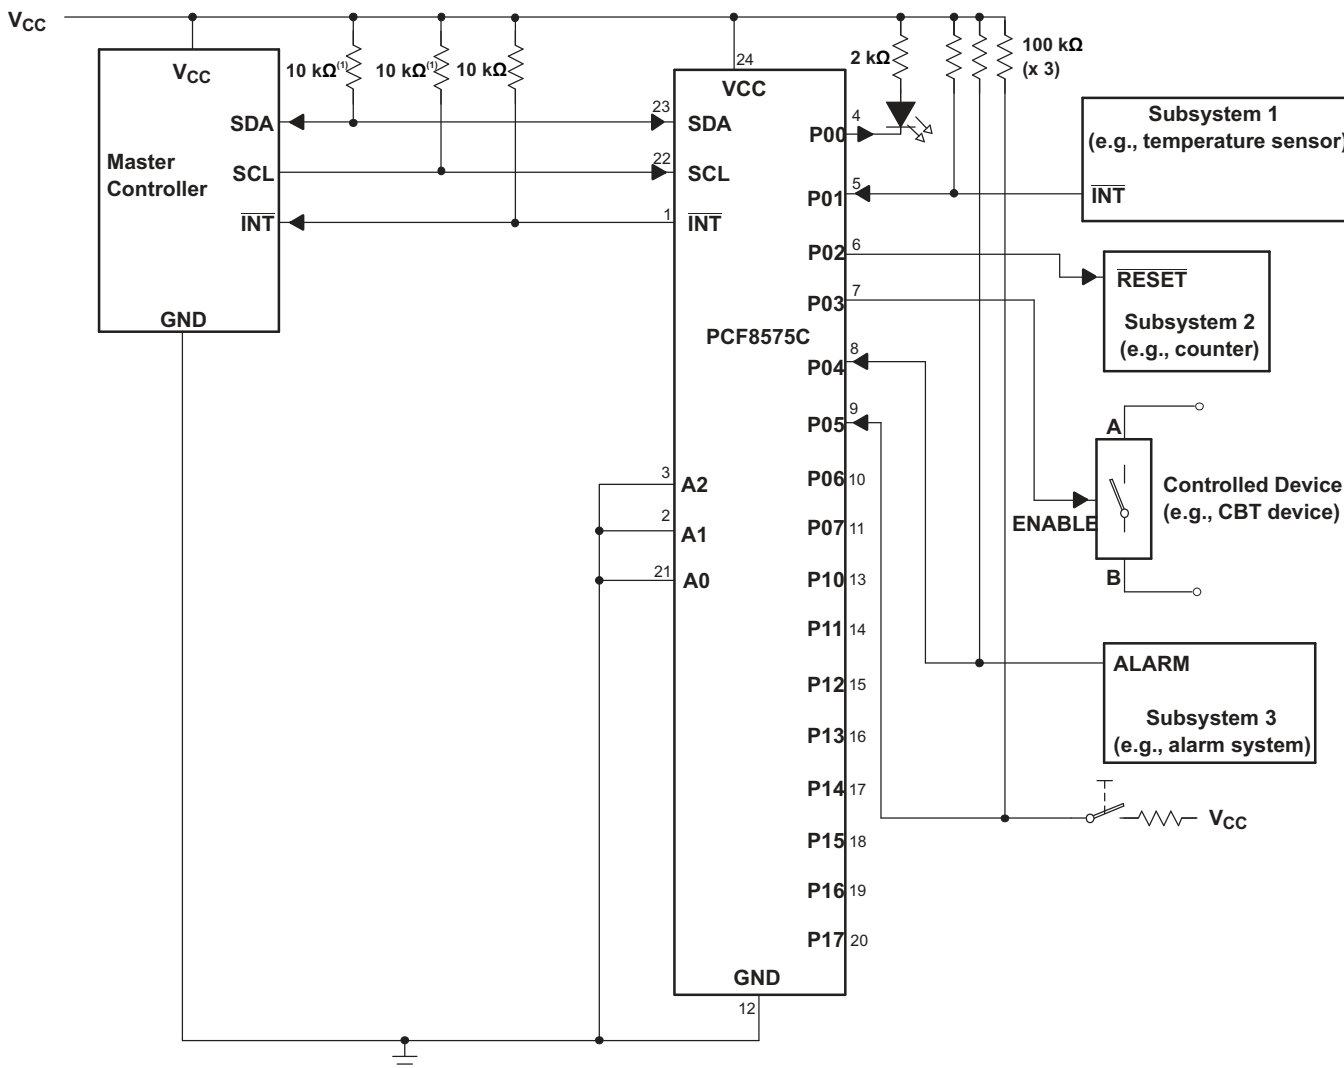 VCC
VCC
10 kΩ(1)
10 kΩ(1)
10 kΩ
24
VCC
2 kΩ
100 kΩ
(x 3)
Master
Controller
SDA
SCL
INT
GND
23
SDA
22
SCL
1
INT
PCF8575C
3
A2
2
A1
21
A0
GND
12
P00
4
P01
5
P02
6
P03
7
P04
8
P05
9
P06 10
P07 11
P10 13
P11 14
P12 15
P13 16
P14 17
P15 18
P16 19
P17 20
Subsystem 1
(e.g., temperature sensor)
INT
RESET
Subsystem 2
(e.g., counter)
A
ENABLE
B
Controlled Device
(e.g., CBT device)
ALARM
Subsystem 3
(e.g., alarm system)
VCC